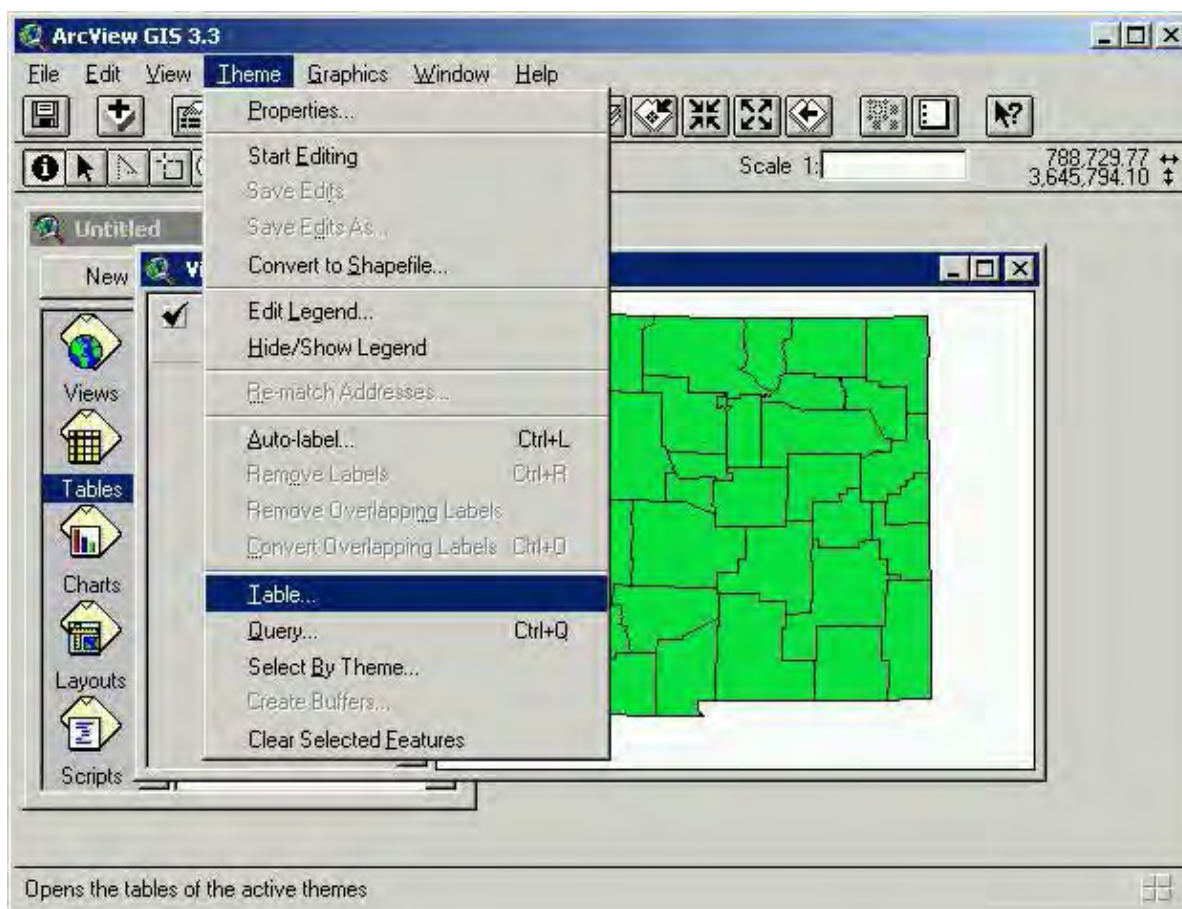 ArcView GIS 3.3
File Edit View Theme Graphics Window Help
Scale 1:
788,729.77
3,645,794.10
Untitled
New
Views
Tables
Charts
Layouts
Scripts
Properties...
Start Editing
Save Edits
Save Edits As...
Convert to Shapefile...
Edit Legend...
Hide/Show Legend
Re-match Addresses...
Auto-label... Ctrl+L
Remove Labels Ctrl+R
Remove Overlapping Labels
Convert Overlapping Labels Ctrl+O
Table...
Query... Ctrl+Q
Select By Theme...
Create Buffers...
Clear Selected Features
Opens the tables of the active themes